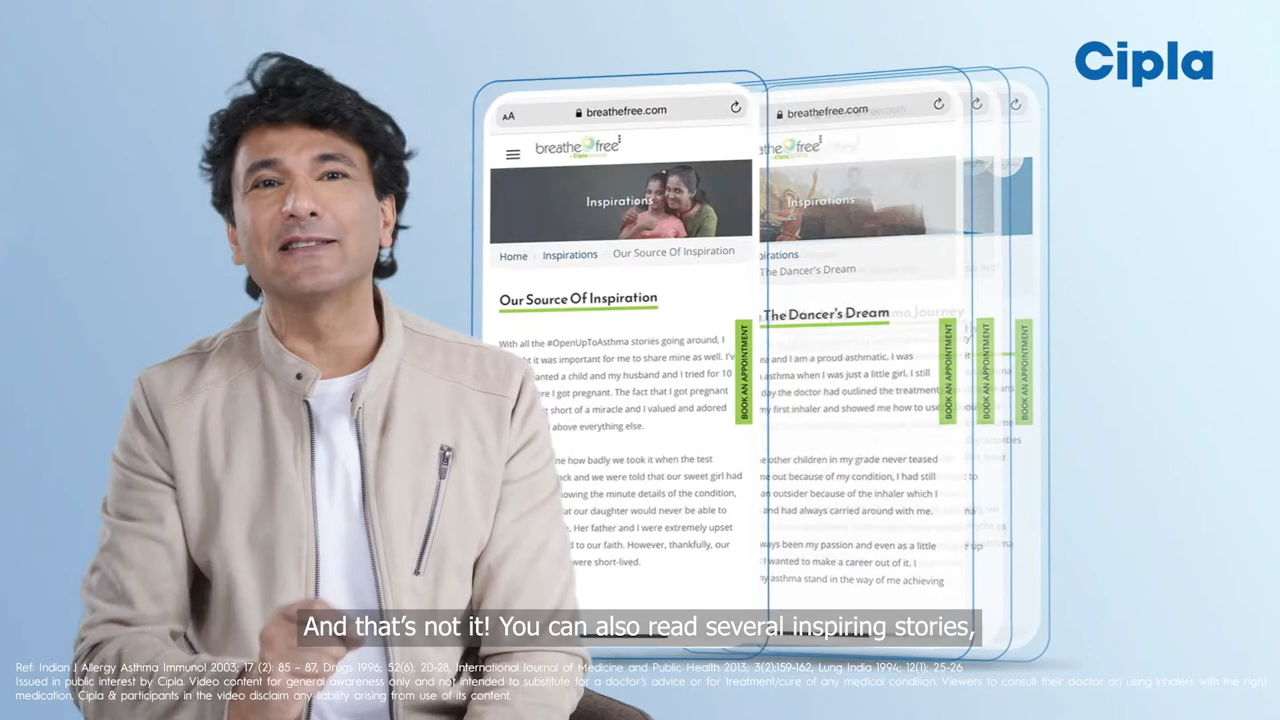 Cipla
AA breathefree.com
breathe free
a Cipla initiative
Inspirations
Home Inspirations Our Source Of Inspiration
Our Source Of Inspiration
With all the #OpenUpToAsthma stories going around, I
it was important for me to share mine as well. I've
a child and my husband and I tried for 10
I got pregnant. The fact that I got pregnant
short of a miracle and I valued and adored
above everything else.
how badly we took it when the test
and we were told that our sweet girl had
the minute details of the condition,
our daughter would never be able to
Her father and I were extremely upset
to our faith. However, thankfully, our
were short-lived.
BOOK AN APPOINTMENT
breathefree.com
free
Inspirations
The Dancer's Dream
The Dancer's Dream
and I am a proud asthmatic. I was
asthma when I was just a little girl. I still
day the doctor had outlined the treatment
my first inhaler and showed me how to use
other children in my grade never teased
me out because of my condition, I had still
an outsider because of the inhaler which I
and had always carried around with me.
been my passion and even as a little
wanted to make a career out of it. I
my asthma stand in the way of me achieving
BOOK AN APPOINTMENT
Journey
BOOK AN APPOINTMENT
BOOK AN APPOINTMENT
And that's not it! You can also read several inspiring stories,
Ref: Indian J Allergy Asthma Immunol 2003; 17 (2): 85 – 87, Drugs 1996; 52(6); 20-28, International Journal of Medicine and Public Health 2013; 3(2):159-162, Lung India 1994; 12(1): 25-26
Issued in public interest by Cipla. Video content for general awareness only and not intended to substitute for a doctor's advice or for treatment/cure of any medical condition. Viewers to consult their doctor on using inhalers with the right
medication, Cipla & participants in the video disclaim any liability arising from use of its content.